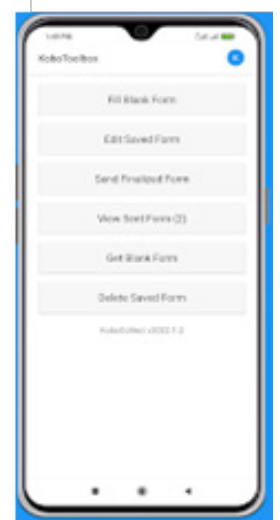 KoboToolbox
Fill Blank Form
Edit Saved Form
Send Finalized Form
View Sent Form (2)
Get Blank Form
Delete Saved Form
KoboCollect